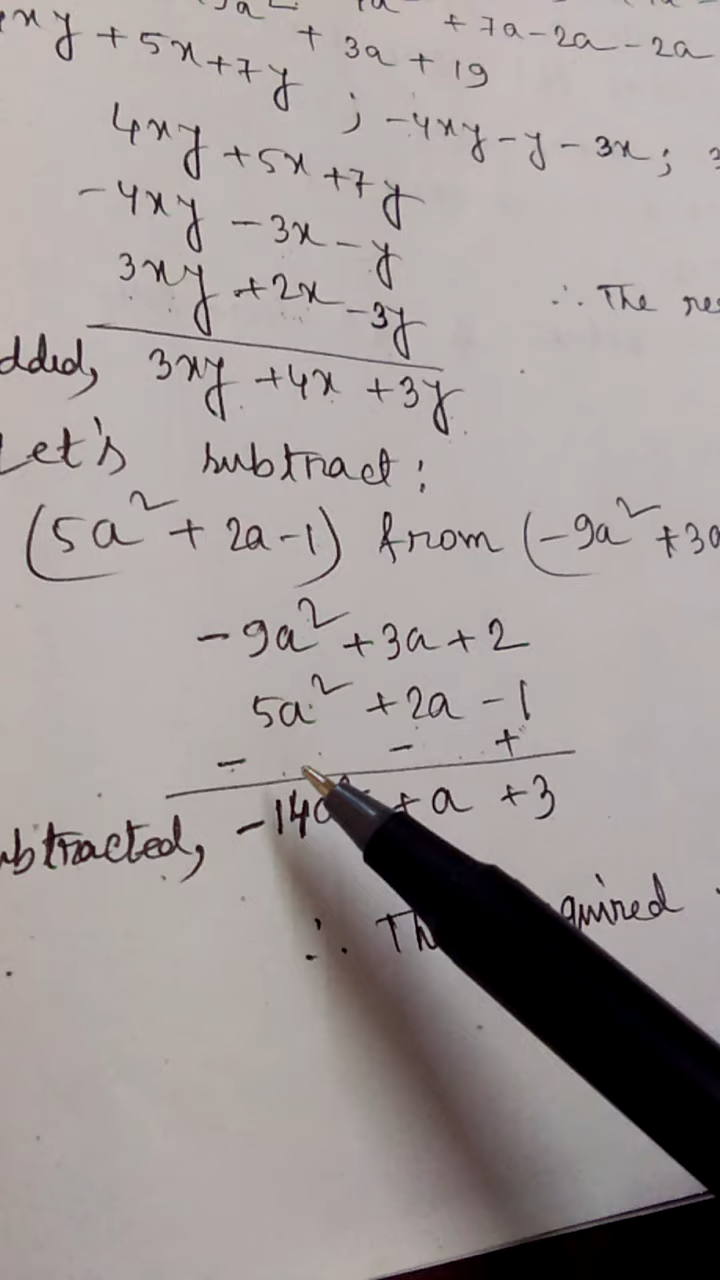 + 7a-2a-2a
+ 3a + 19
xy + 5x+7y ; -4xy-y-3x;
4xy +5x +7y
-4xy -3x -y
3xy +2x -3y
∴ The
dded, 3xy +4x +3y
Let's subtract:
(5a² + 2a-1) from (-9a² +3a
-9a² +3a+2
5a² +2a -1
- - +
btracted, -14a² +a +3
∴ Th quired